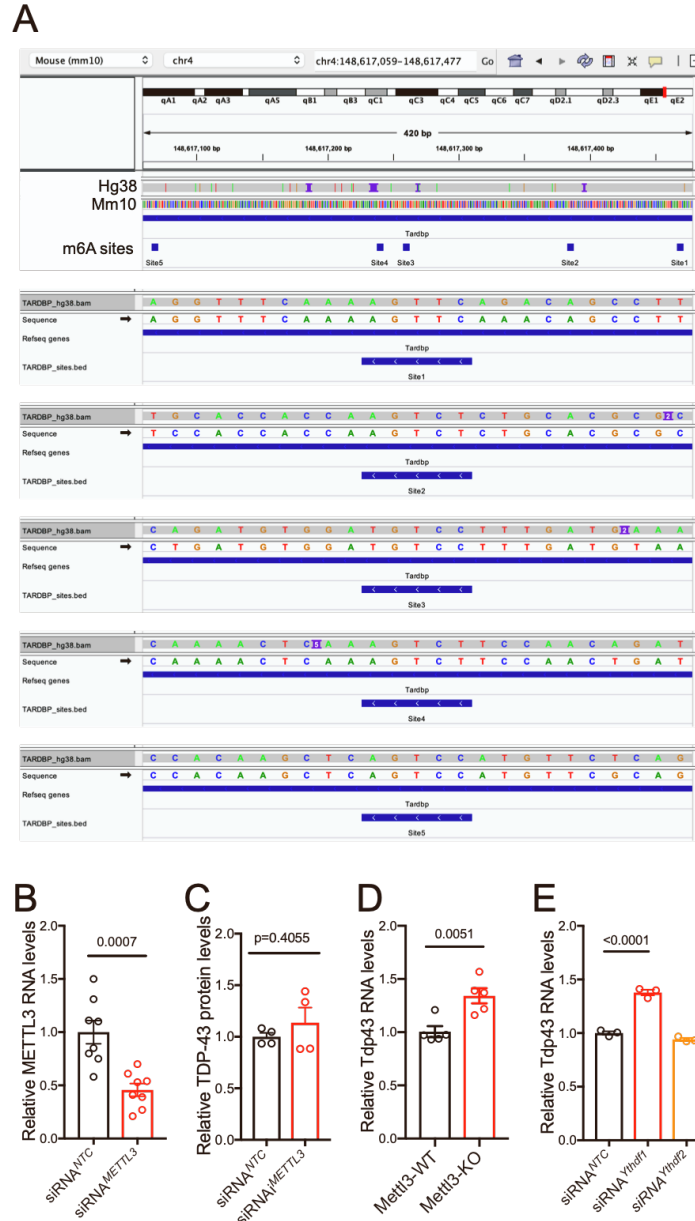 A
Mouse (mm10) chr4 chr4:148,617,059-148,617,477 Go
qA1 qA2 qA3 qA5 qB1 qB3 qC1 qC3 qC4 qC5 qC6 qC7 qD2.1 qD2.3 qE1 qE2
420 bp
148,617,100 bp 148,617,200 bp 148,617,300 bp 148,617,400 bp
Hg38
Mm10
Tardbp
m6A sites
Site5 Site4 Site3 Site2 Site1
TARDBP_hg38.bam A G G T T T C A A A A G T T C A G A C A G C C T T
Sequence A G G T T T C A A A A G T T C A A A C A G C C T T
Refseq genes
Tardbp
TARDBP_sites.bed
Site1
TARDBP_hg38.bam T G C A C C A C C A A G T C T C T G C A C G C G 2 C
Sequence T C C A C C A C C A A G T C T C T G C A C G C G C
Refseq genes
Tardbp
TARDBP_sites.bed
Site2
TARDBP_hg38.bam C A G A T G T G G A T G T C C T T T G A T G 2 A A A
Sequence C T G A T G T G G A T G T C C T T T G A T G T A A
Refseq genes
Tardbp
TARDBP_sites.bed
Site3
TARDBP_hg38.bam C A A A A C T C 5 A A A G T C T T C C A A C A G A T
Sequence C A A A A C T C A A A G T C T T C C A A C T G A T
Refseq genes
Tardbp
TARDBP_sites.bed
Site4
TARDBP_hg38.bam C C A C A A G C T C A G T C C A T G T T C T C A G
Sequence C C A C A A G C T C A G T C C A T G T T C G C A G
Refseq genes
Tardbp
TARDBP_sites.bed
Site5
B
Relative METTL3 RNA levels
2.0
1.5
1.0
0.5
0.0
0.0007
siRNA^NTC
siRNA^METTL3
C
Relative TDP-43 protein levels
2.0
1.5
1.0
0.5
0.0
p=0.4055
siRNA^NTC
siRNA^iMETTL3
D
Relative Tdp43 RNA levels
2.0
1.5
1.0
0.5
0.0
0.0051
Mettl3-WT
Mettl3-KO
E
Relative Tdp43 RNA levels
2.0
1.5
1.0
0.5
0.0
<0.0001
siRNA^NTC
siRNA^Ythdf1
siRNA^Ythdf2